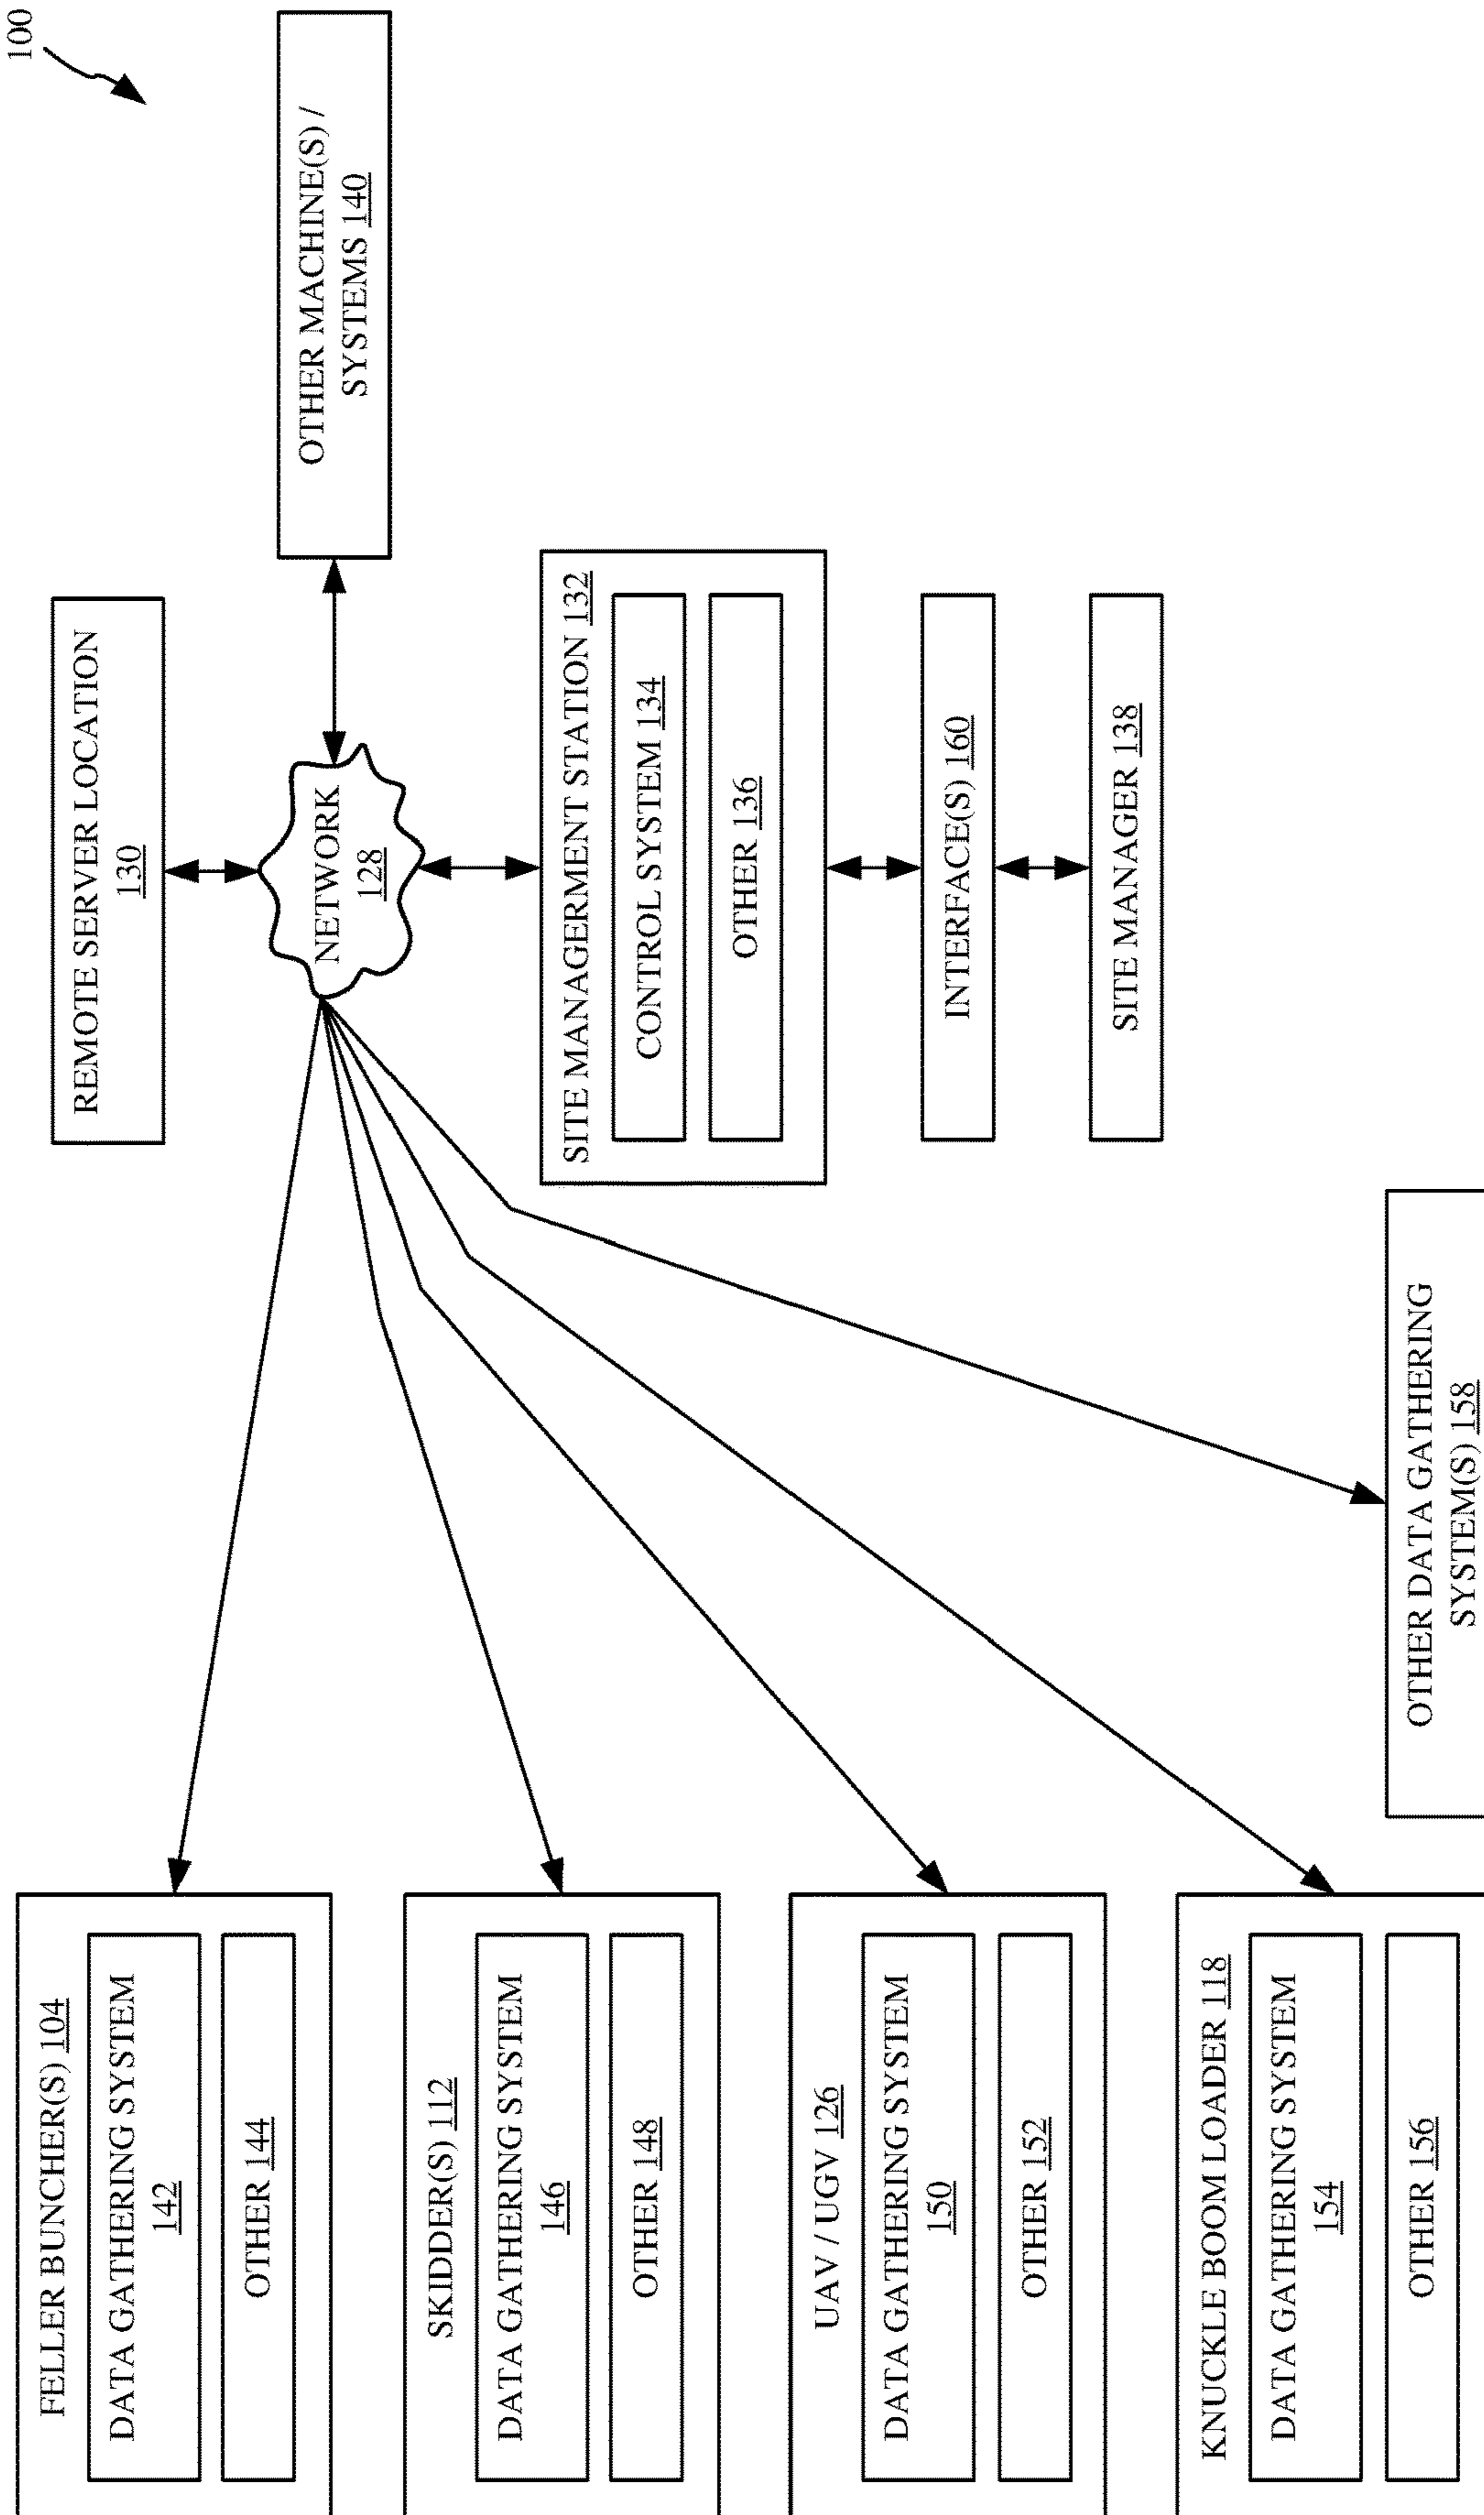 100
REMOTE SERVER LOCATION
130
NETWORK
128
OTHER MACHINE(S) /
SYSTEMS 140
SITE MANAGERMENT STATION 132
CONTROL SYSTEM 134
OTHER 136
INTERFACE(S) 160
SITE MANAGER 138
FELLER BUNCHER(S) 104
DATA GATHERING SYSTEM
142
OTHER 144
SKIDDER(S) 112
DATA GATHERING SYSTEM
146
OTHER 148
UAV / UGV 126
DATA GATHERING SYSTEM
150
OTHER 152
KNUCKLE BOOM LOADER 118
DATA GATHERING SYSTEM
154
OTHER 156
OTHER DATA GATHERING
SYSTEM(S) 158